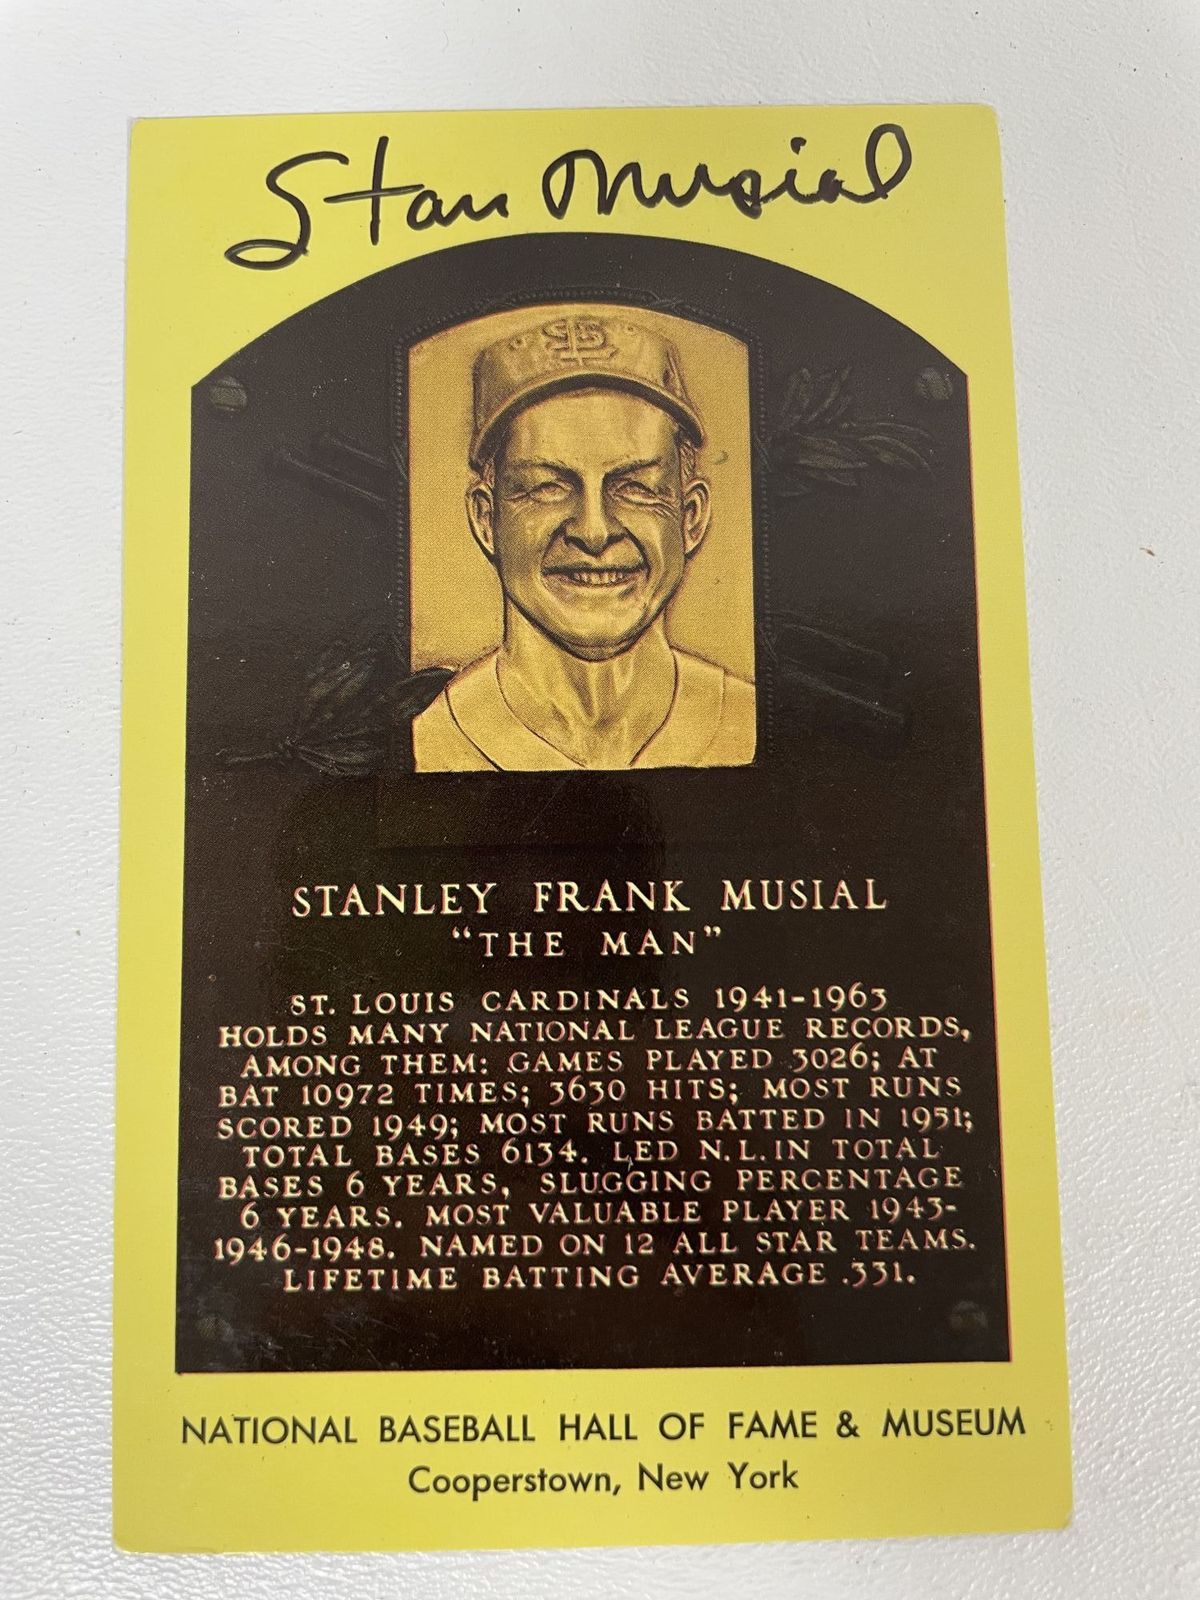 Stan Musial
STL
STANLEY FRANK MUSIAL
"THE MAN"
ST. LOUIS CARDINALS 1941-1963
HOLDS MANY NATIONAL LEAGUE RECORDS,
AMONG THEM: GAMES PLAYED 3026; AT
BAT 10972 TIMES; 3630 HITS; MOST RUNS
SCORED 1949; MOST RUNS BATTED IN 1951;
TOTAL BASES 6134. LED N.L. IN TOTAL
BASES 6 YEARS, SLUGGING PERCENTAGE
6 YEARS. MOST VALUABLE PLAYER 1943-
1946-1948. NAMED ON 12 ALL STAR TEAMS.
LIFETIME BATTING AVERAGE .331.
NATIONAL BASEBALL HALL OF FAME & MUSEUM
Cooperstown, New York